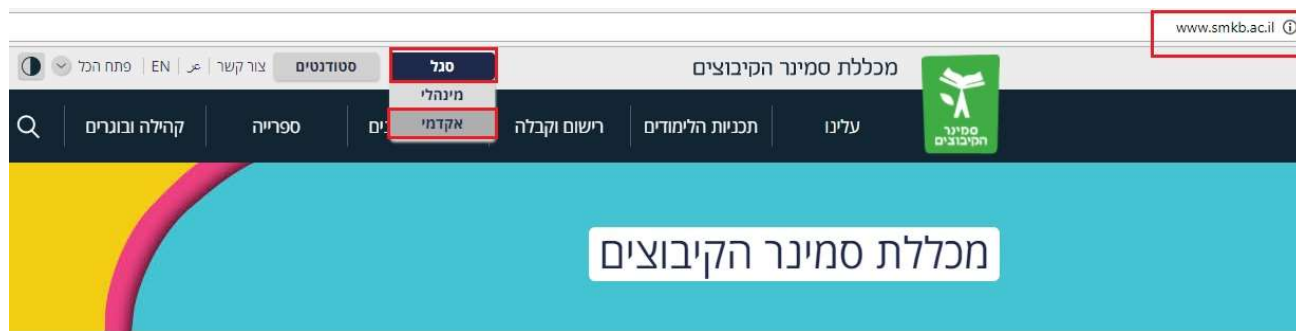 www.smkb.ac.il
מכללת סמינר הקיבוצים
סגל
סטודנטים
צור קשר | عر | EN | פתח הכל
מינהלי
אקדמי
סמינר
הקיבוצים
עלינו
תכניות הלימודים
רישום וקבלה
ספרייה
קהילה ובוגרים
מכללת סמינר הקיבוצים